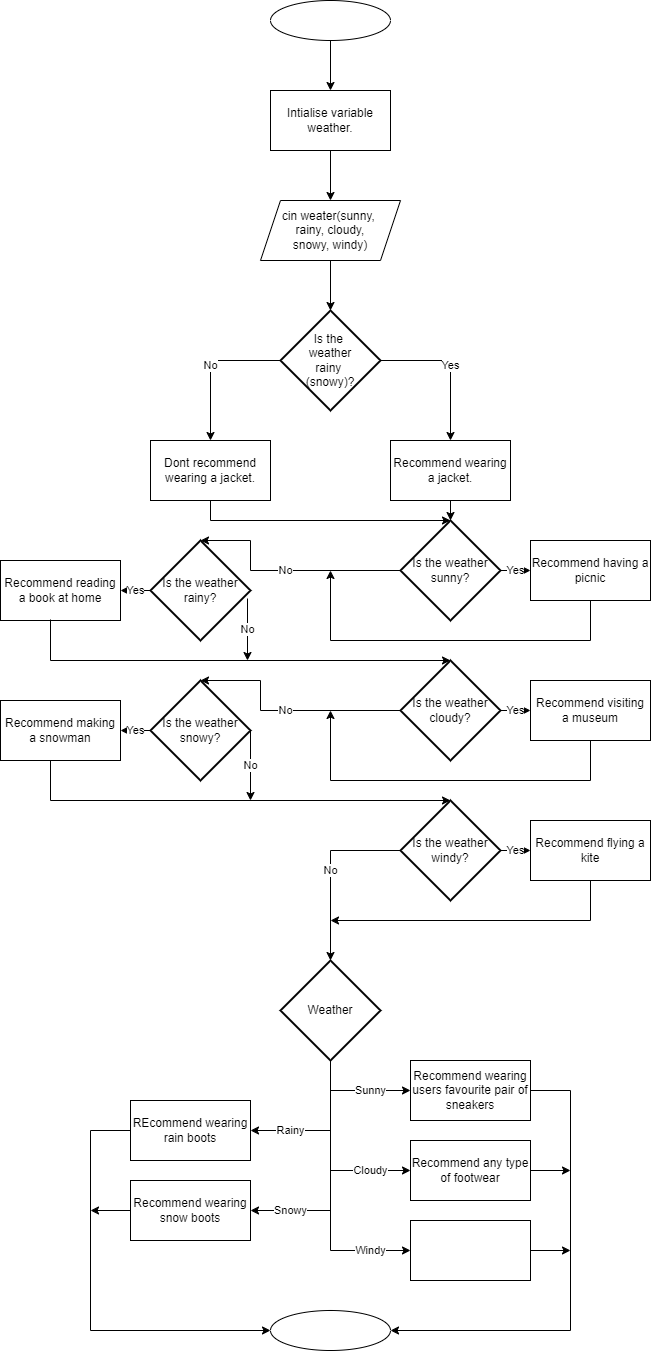 Intialise variable
weather.
cin weater(sunny,
rainy, cloudy,
snowy, windy)
Is the
weather
rainy
(snowy)?
No
Yes
Dont recommend
wearing a jacket.
Recommend wearing
a jacket.
Is the weather
sunny?
Yes
Recommend having a
picnic
No
Is the weather
rainy?
Yes
Recommend reading
a book at home
No
Is the weather
cloudy?
Yes
Recommend visiting
a museum
No
Is the weather
snowy?
Yes
Recommend making
a snowman
No
Is the weather
windy?
Yes
Recommend flying a
kite
No
Weather
Sunny
Recommend wearing
users favourite pair of
sneakers
Rainy
REcommend wearing
rain boots
Cloudy
Recommend any type
of footwear
Snowy
Recommend wearing
snow boots
Windy